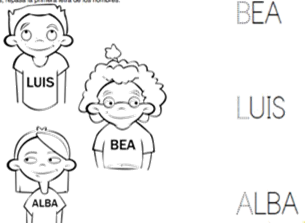 repasa la primera letra de los nombres.
BEA
LUIS
LUIS
BEA
ALBA
ALBA